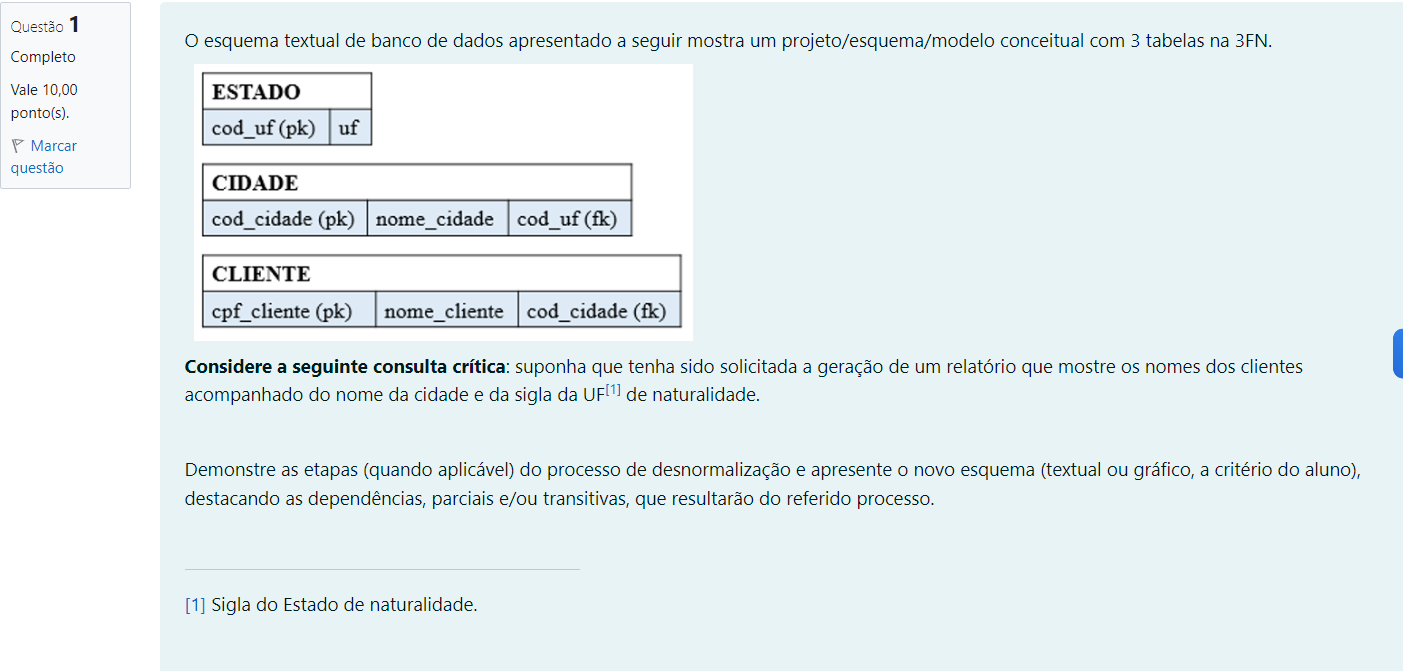 Questão 1
Completo
Vale 10,00
ponto(s).
Marcar
questão
O esquema textual de banco de dados apresentado a seguir mostra um projeto/esquema/modelo conceitual com 3 tabelas na 3FN.
ESTADO
cod_uf (pk) uf
CIDADE
cod_cidade (pk) nome_cidade cod_uf (fk)
CLIENTE
cpf_cliente (pk) nome_cliente cod_cidade (fk)
Considere a seguinte consulta crítica: suponha que tenha sido solicitada a geração de um relatório que mostre os nomes dos clientes
acompanhado do nome da cidade e da sigla da UF[1] de naturalidade.
Demonstre as etapas (quando aplicável) do processo de desnormalização e apresente o novo esquema (textual ou gráfico, a critério do aluno),
destacando as dependências, parciais e/ou transitivas, que resultarão do referido processo.
[1] Sigla do Estado de naturalidade.